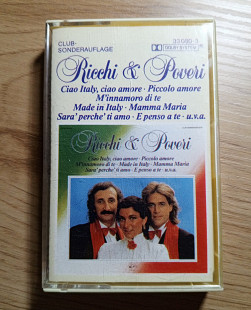 CLUB-
SONDERAUFLAGE
Ricchi & Poveri
Ciao Italy, ciao amore · Piccolo amore
M'innamoro di te
Made in Italy · Mamma Maria
Sara' perche' ti amo · E penso a te · u.v.a.
Ricchi & Poveri
Ciao Italy, ciao amore · Piccolo amore
M'innamoro di te · Made in Italy · Mamma Maria
Sara' perche' ti amo · E penso a te · u.v.a.